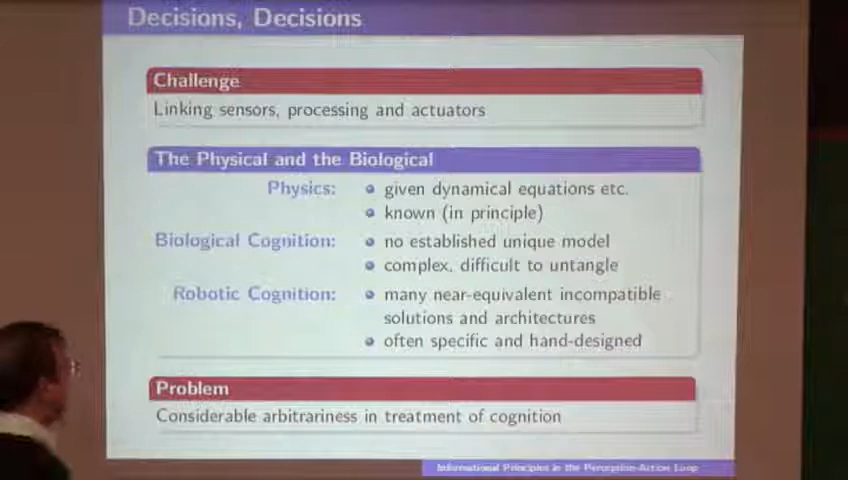 Decisions, Decisions
Challenge
Linking sensors, processing and actuators
The Physical and the Biological
Physics: given dynamical equations etc.
known (in principle)
Biological Cognition: no established unique model
complex, difficult to untangle
Robotic Cognition: many near-equivalent incompatible
solutions and architectures
often specific and hand-designed
Problem
Considerable arbitrariness in treatment of cognition
Informational Principles in the Perception-Action Loop